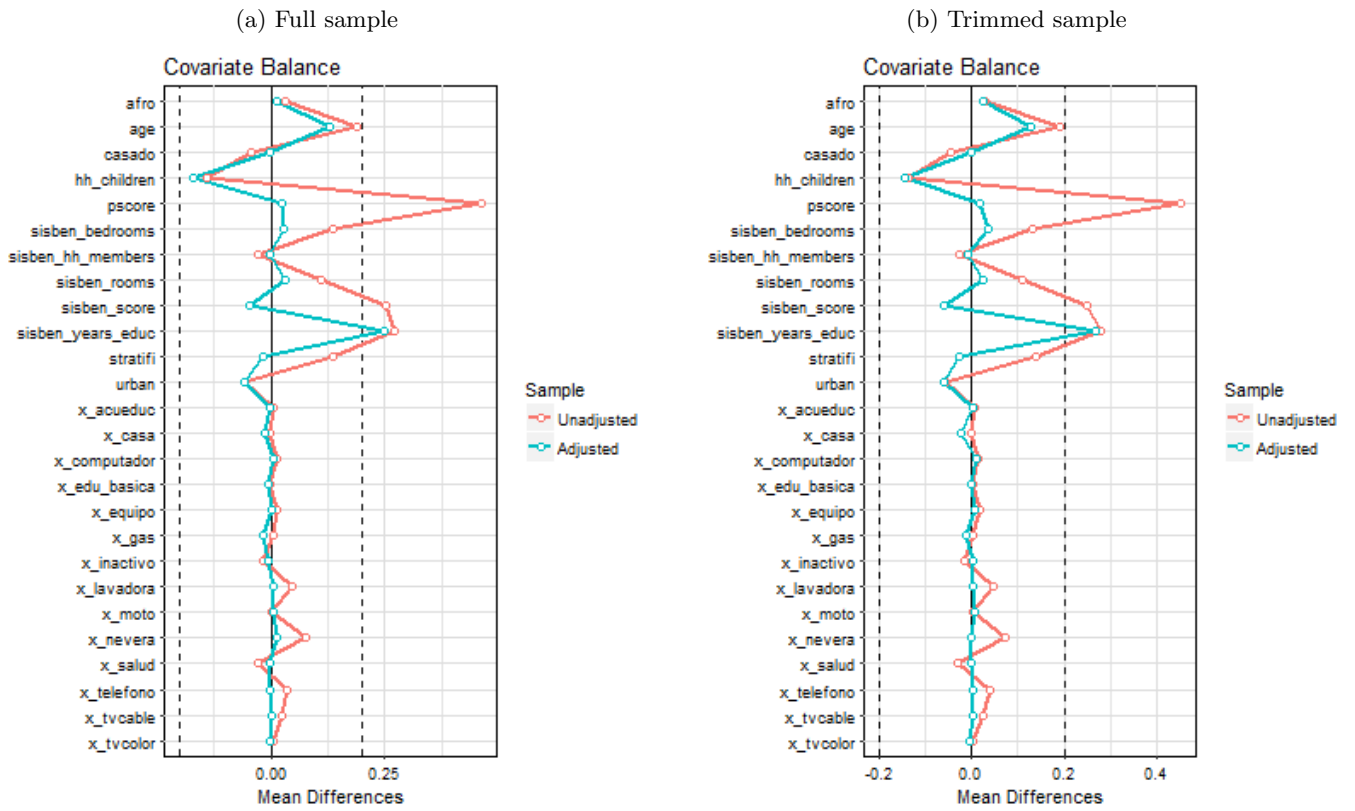 (a) Full sample
Covariate Balance
afro
age
casado
hh_children
pscore
sisben_bedrooms
sisben_hh_members
sisben_rooms
sisben_score
sisben_years_educ
stratifi
urban
x_acueduc
x_casa
x_computador
x_edu_basica
x_equipo
x_gas
x_inactivo
x_lavadora
x_moto
x_nevera
x_salud
x_telefono
x_tvcable
x_tvcolor
0.00 0.25
Mean Differences
Sample
Unadjusted
Adjusted
(b) Trimmed sample
Covariate Balance
afro
age
casado
hh_children
pscore
sisben_bedrooms
sisben_hh_members
sisben_rooms
sisben_score
sisben_years_educ
stratifi
urban
x_acueduc
x_casa
x_computador
x_edu_basica
x_equipo
x_gas
x_inactivo
x_lavadora
x_moto
x_nevera
x_salud
x_telefono
x_tvcable
x_tvcolor
-0.2 0.0 0.2 0.4
Mean Differences
Sample
Unadjusted
Adjusted